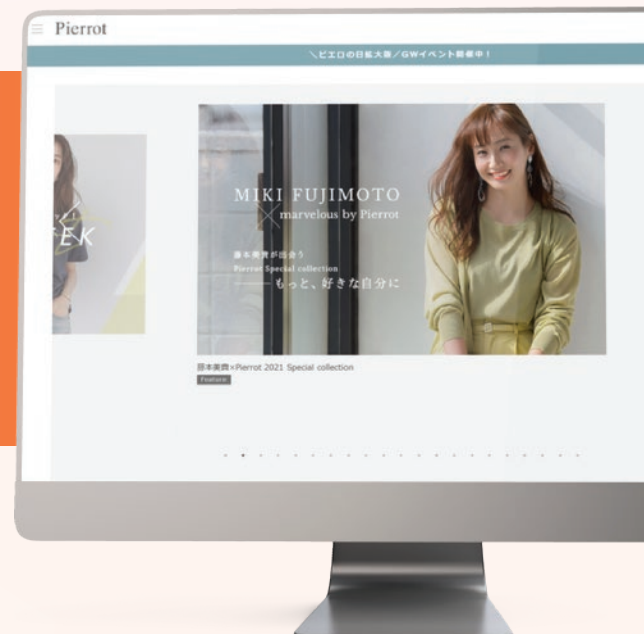 Pierrot
＼ピエロの日拡大版／GWイベント開催中！
EK
MIKI FUJIMOTO
× marvelous by Pierrot
藤本美貴が出会う
Pierrot Special collection
もっと、好きな自分に
藤本美貴×Pierrot 2021 Special collection
Feature